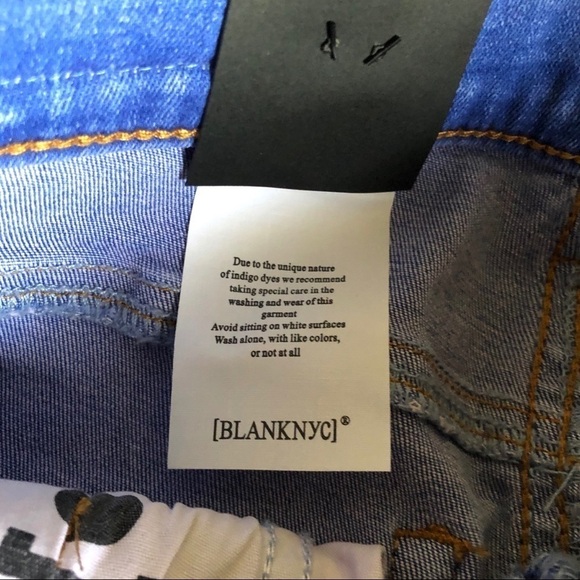 Due to the unique nature
of indigo dyes we recommend
taking special care in the
washing and wear of this
garment
Avoid sitting on white surfaces
Wash alone, with like colors,
or not at all
[BLANKNYC]®